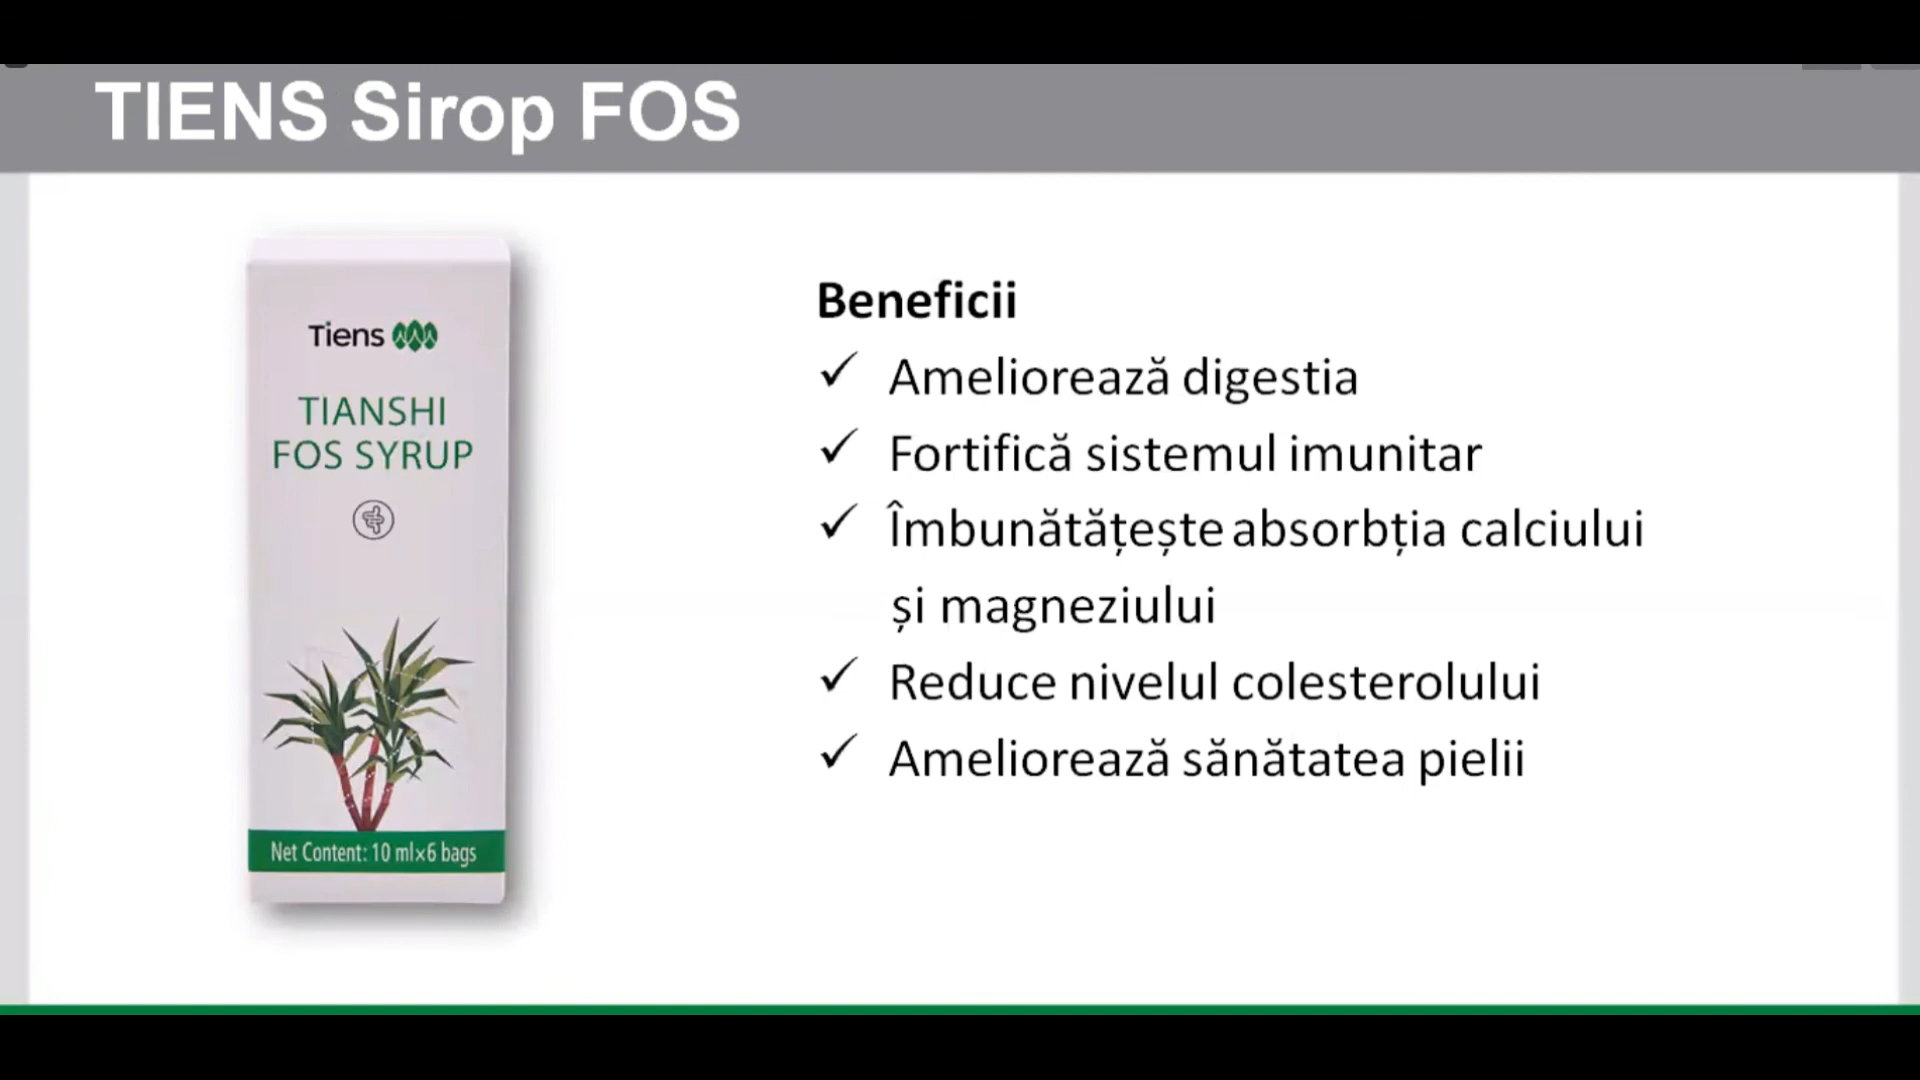 TIENS Sirop FOS
Tiens
TIANSHI
FOS SYRUP
Net Content: 10 ml×6 bags
Beneficii
✓ Ameliorează digestia
✓ Fortifică sistemul imunitar
✓ Îmbunătățește absorbția calciului
și magneziului
✓ Reduce nivelul colesterolului
✓ Ameliorează sănătatea pielii